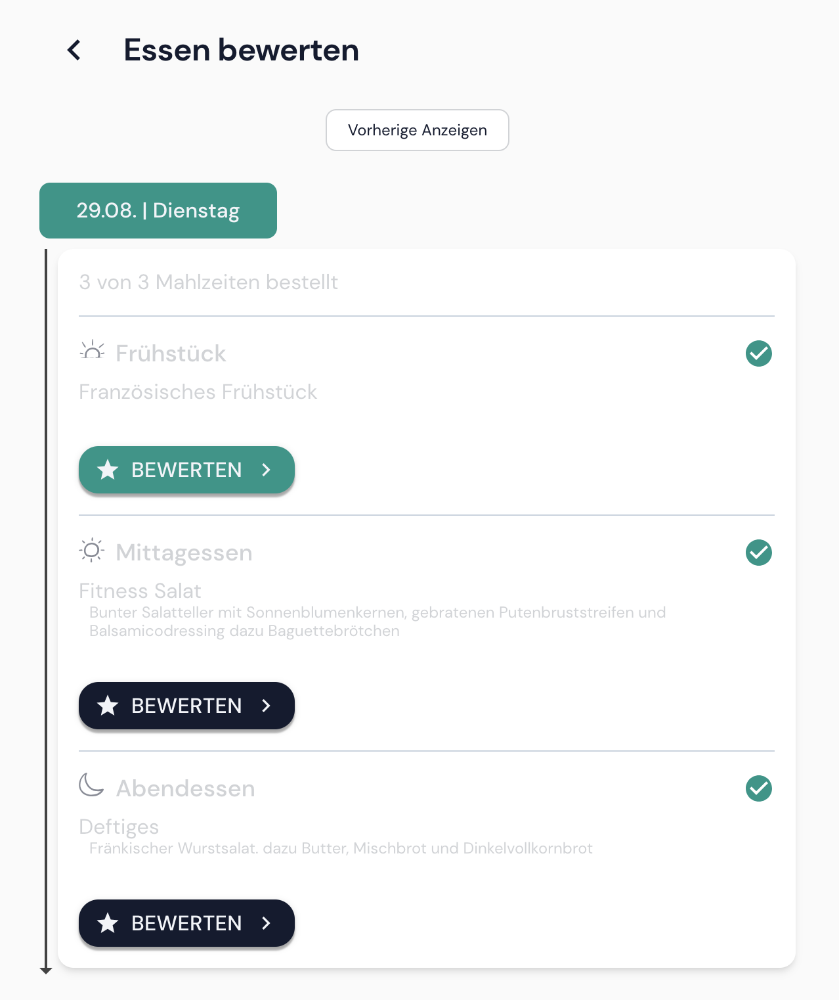 Essen bewerten
Vorherige Anzeigen
29.08. | Dienstag
3 von 3 Mahlzeiten bestellt
Frühstück
Französisches Frühstück
BEWERTEN
Mittagessen
Fitness Salat
Bunter Salatteller mit Sonnenblumenkernen, gebratenen Putenbruststreifen und
Balsamicodressing dazu Baguettebrötchen
BEWERTEN
Abendessen
Deftiges
Fränkischer Wurstsalat. dazu Butter, Mischbrot und Dinkelvollkornbrot
BEWERTEN